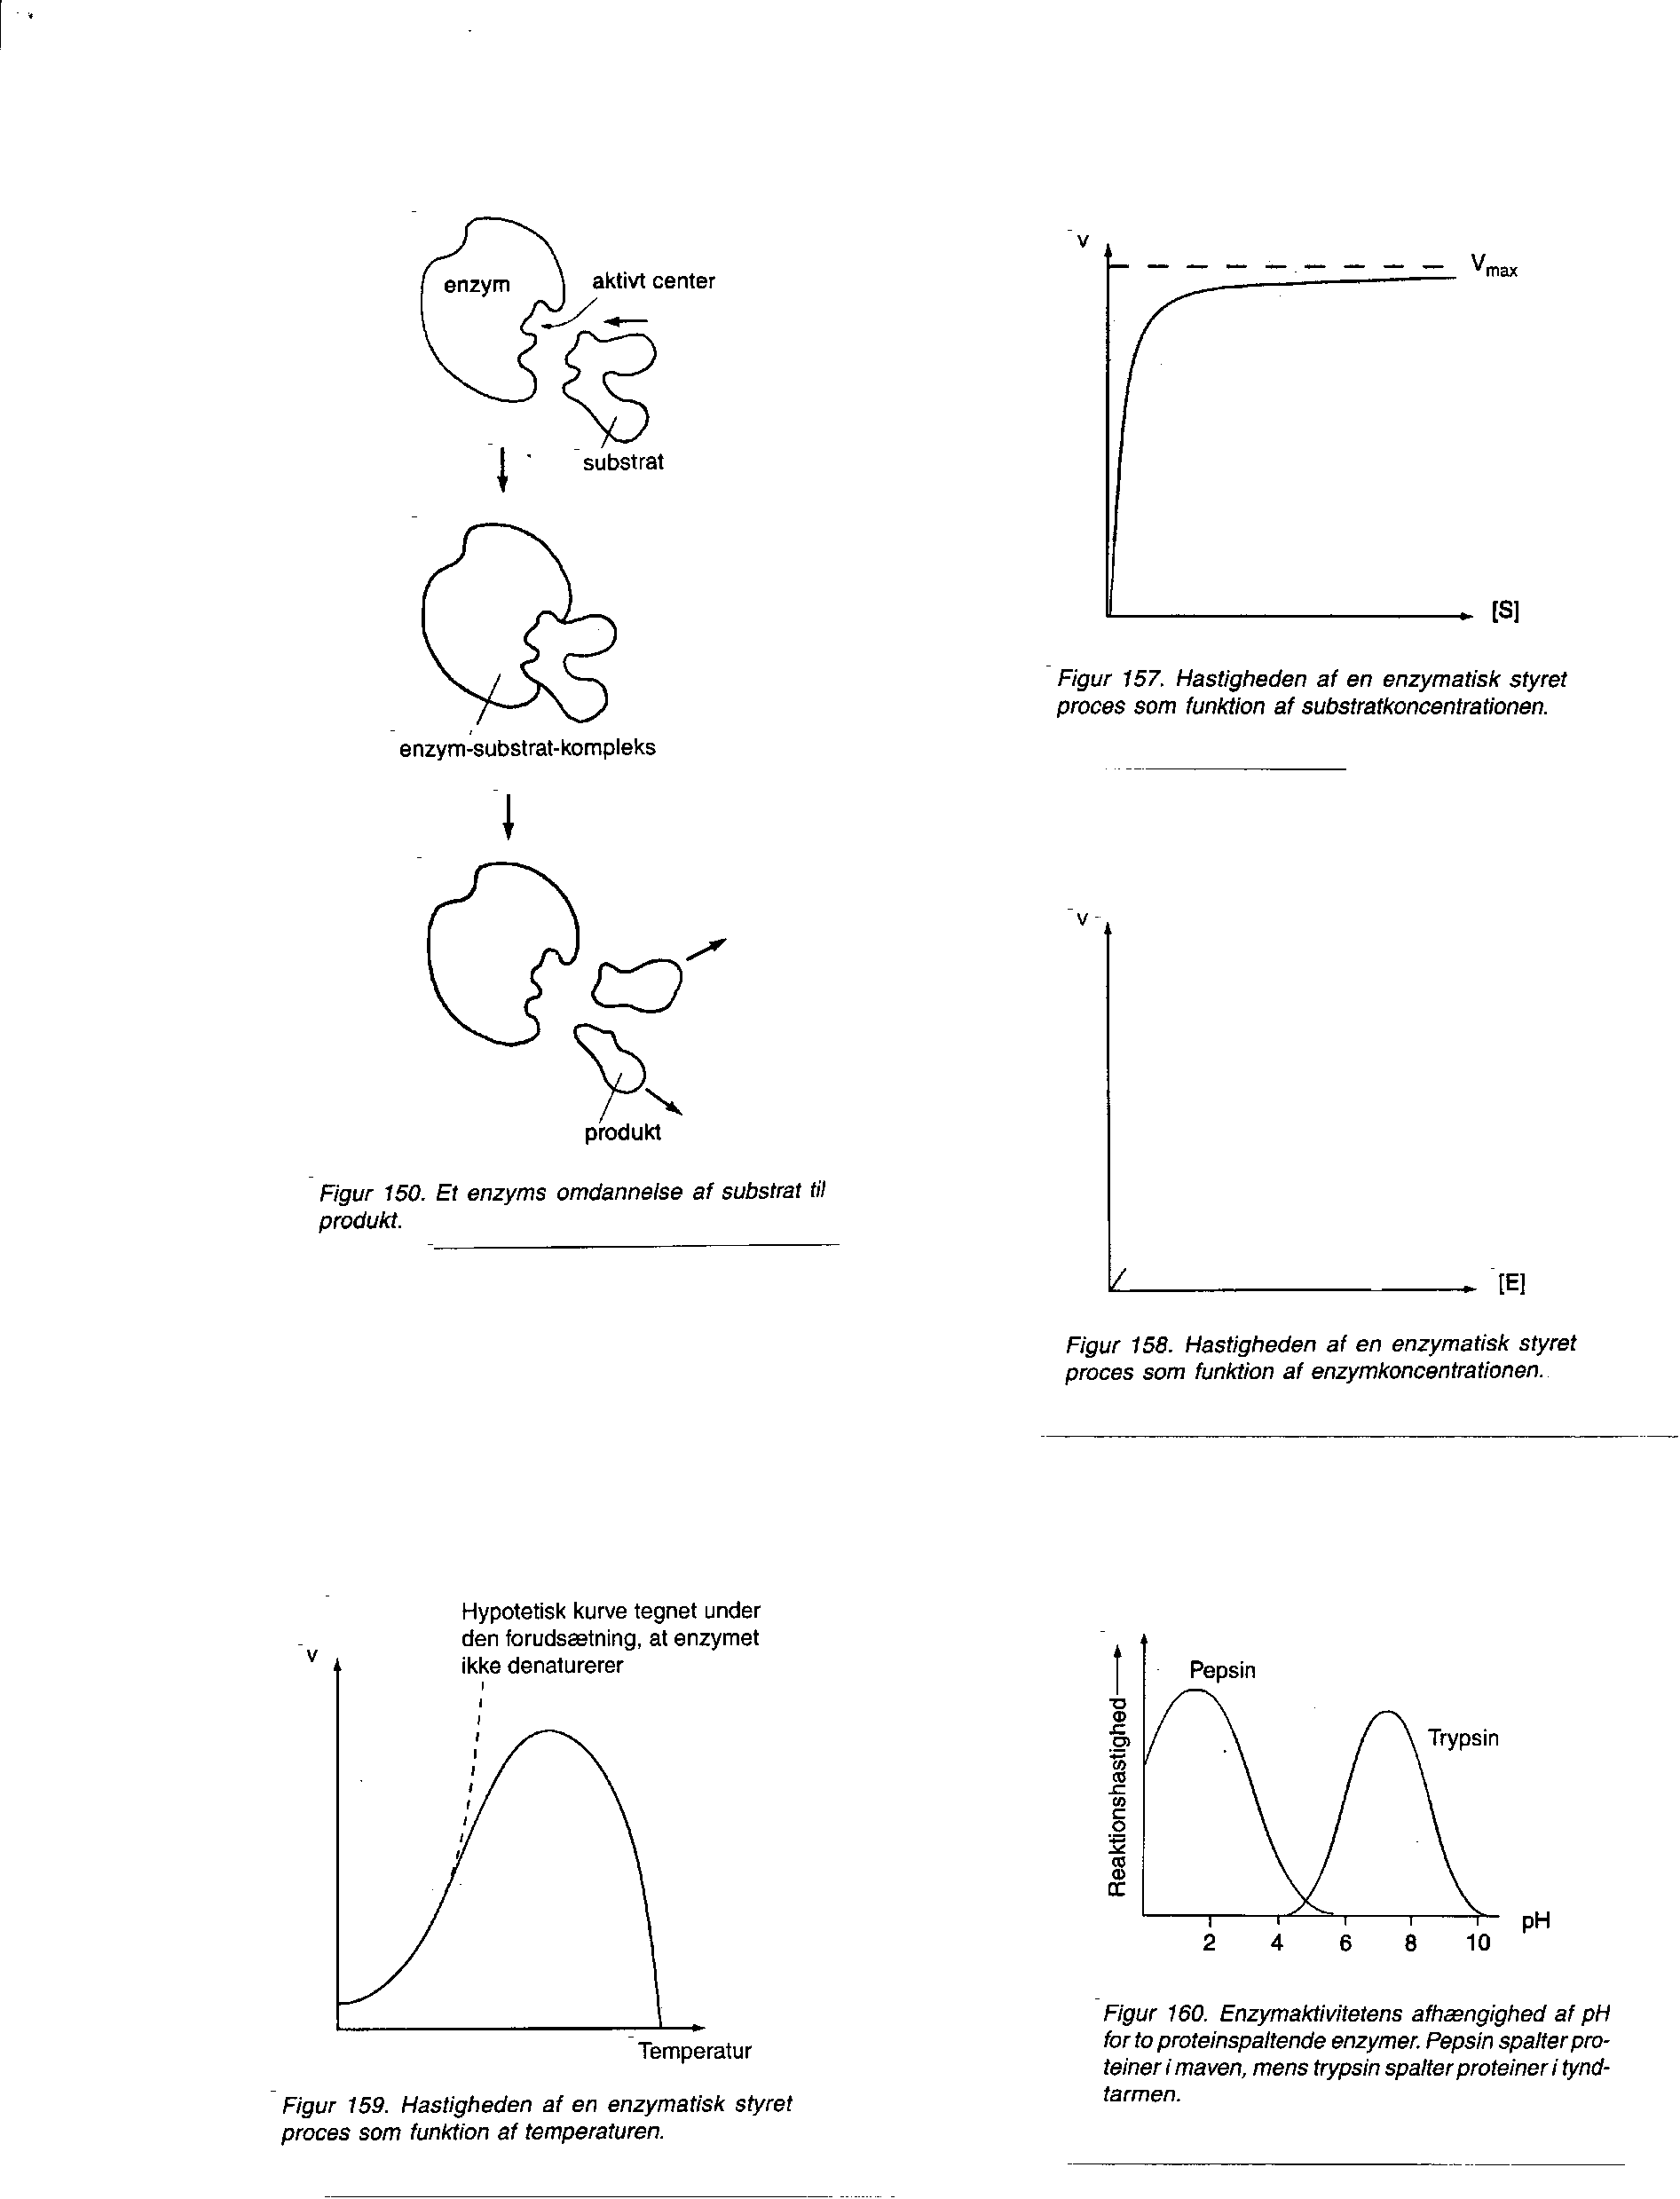 enzym
aktivt center
substrat
enzym-substrat-kompleks
produkt
Figur 150. Et enzyms omdannelse af substrat til
produkt.
v
Vmax
[S]
Figur 157. Hastigheden af en enzymatisk styret
proces som funktion af substratkoncentrationen.
v
[E]
Figur 158. Hastigheden af en enzymatisk styret
proces som funktion af enzymkoncentrationen.
Hypotetisk kurve tegnet under
den forudsætning, at enzymet
ikke denaturerer
v
Temperatur
Figur 159. Hastigheden af en enzymatisk styret
proces som funktion af temperaturen.
Reaktionshastighed
Pepsin
Trypsin
2 4 6 8 10
pH
Figur 160. Enzymaktivitetens afhængighed af pH
for to proteinspaltende enzymer. Pepsin spalter pro-
teiner i maven, mens trypsin spalter proteiner i tynd-
tarmen.